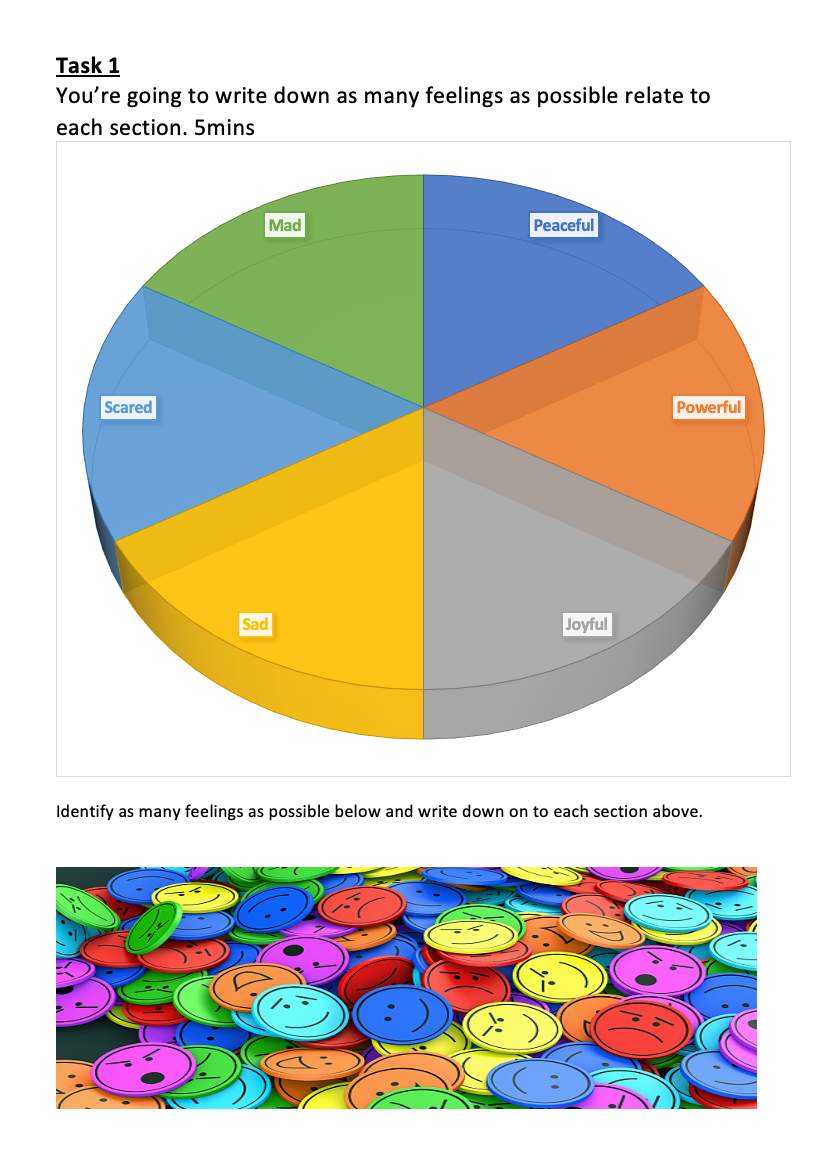 Task 1
You’re going to write down as many feelings as possible relate to
each section. 5mins
Mad
Peaceful
Scared
Powerful
Sad
Joyful
Identify as many feelings as possible below and write down on to each section above.